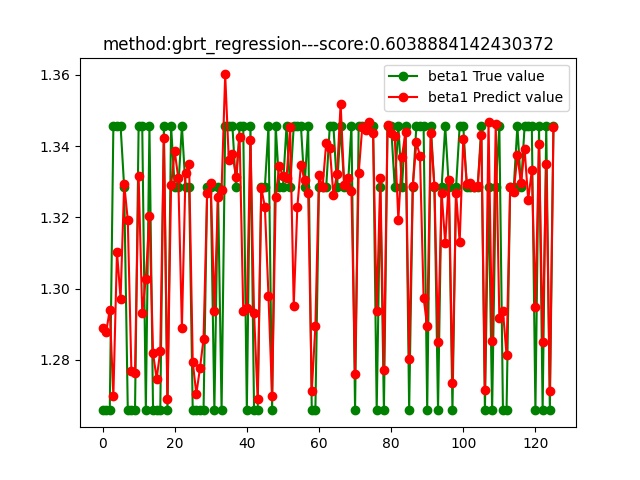 method:gbrt_regression---score:0.6038884142430372
beta1 True value
beta1 Predict value
1.36
1.34
1.32
1.30
1.28
0 20 40 60 80 100 120